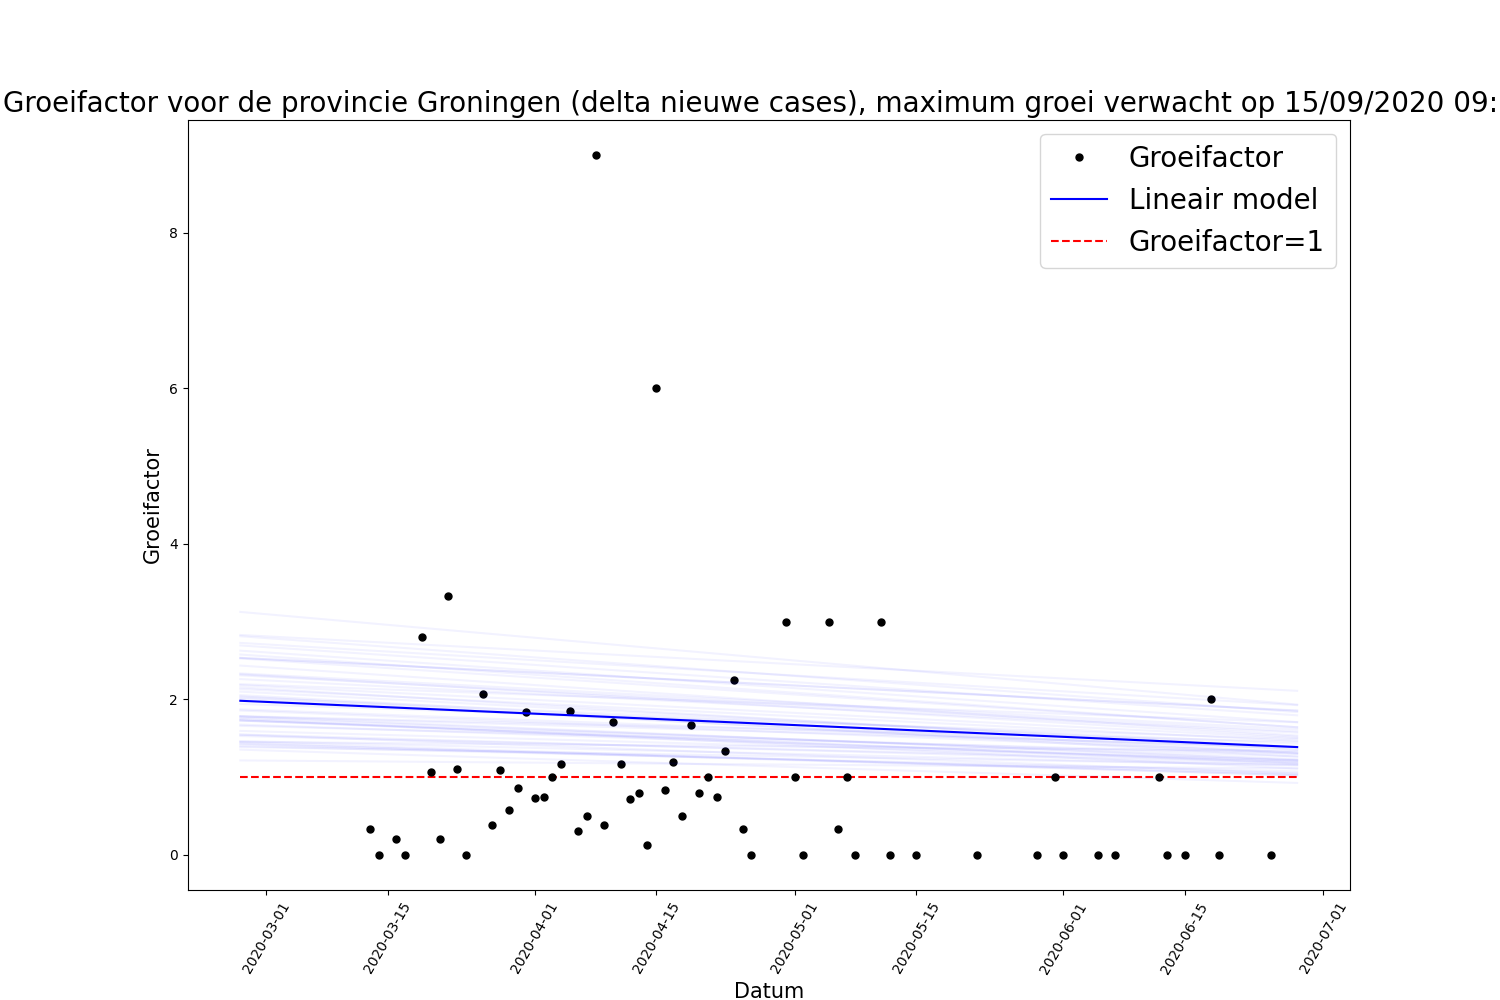 Groeifactor voor de provincie Groningen (delta nieuwe cases), maximum groei verwacht op 15/09/2020 09:
Groeifactor
Lineair model
Groeifactor=1
8
6
4
2
0
Groeifactor
2020-03-01
2020-03-15
2020-04-01
2020-04-15
2020-05-01
2020-05-15
2020-06-01
2020-06-15
2020-07-01
Datum